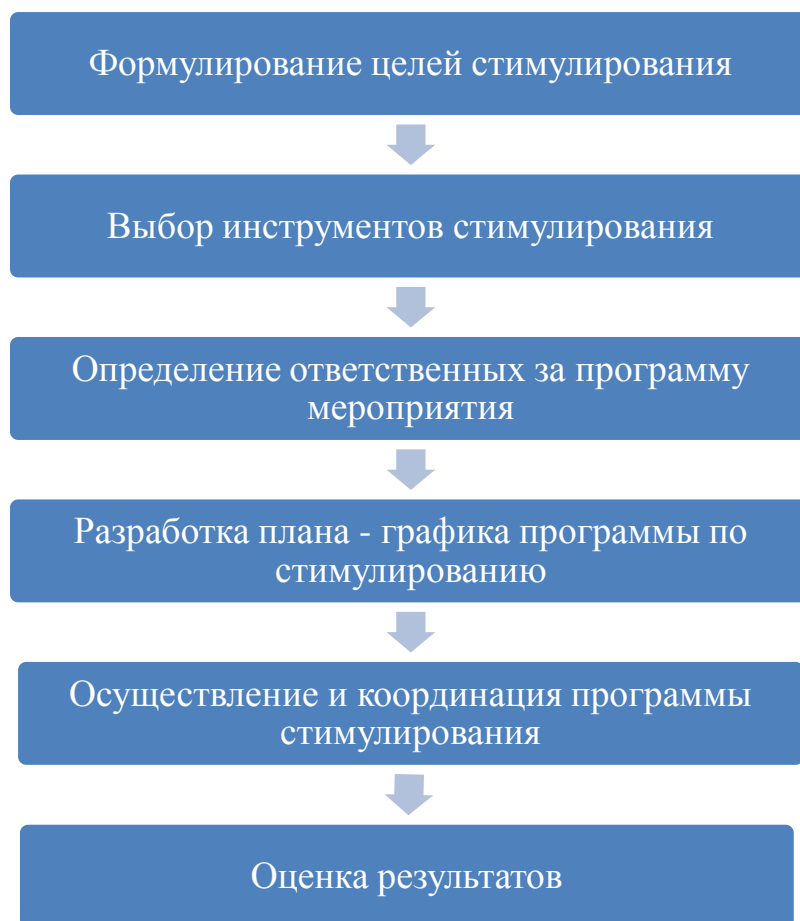 Формулирование целей стимулирования
Выбор инструментов стимулирования
Определение ответственных за программу
мероприятия
Разработка плана - графика программы по
стимулированию
Осуществление и координация программы
стимулирования
Оценка результатов